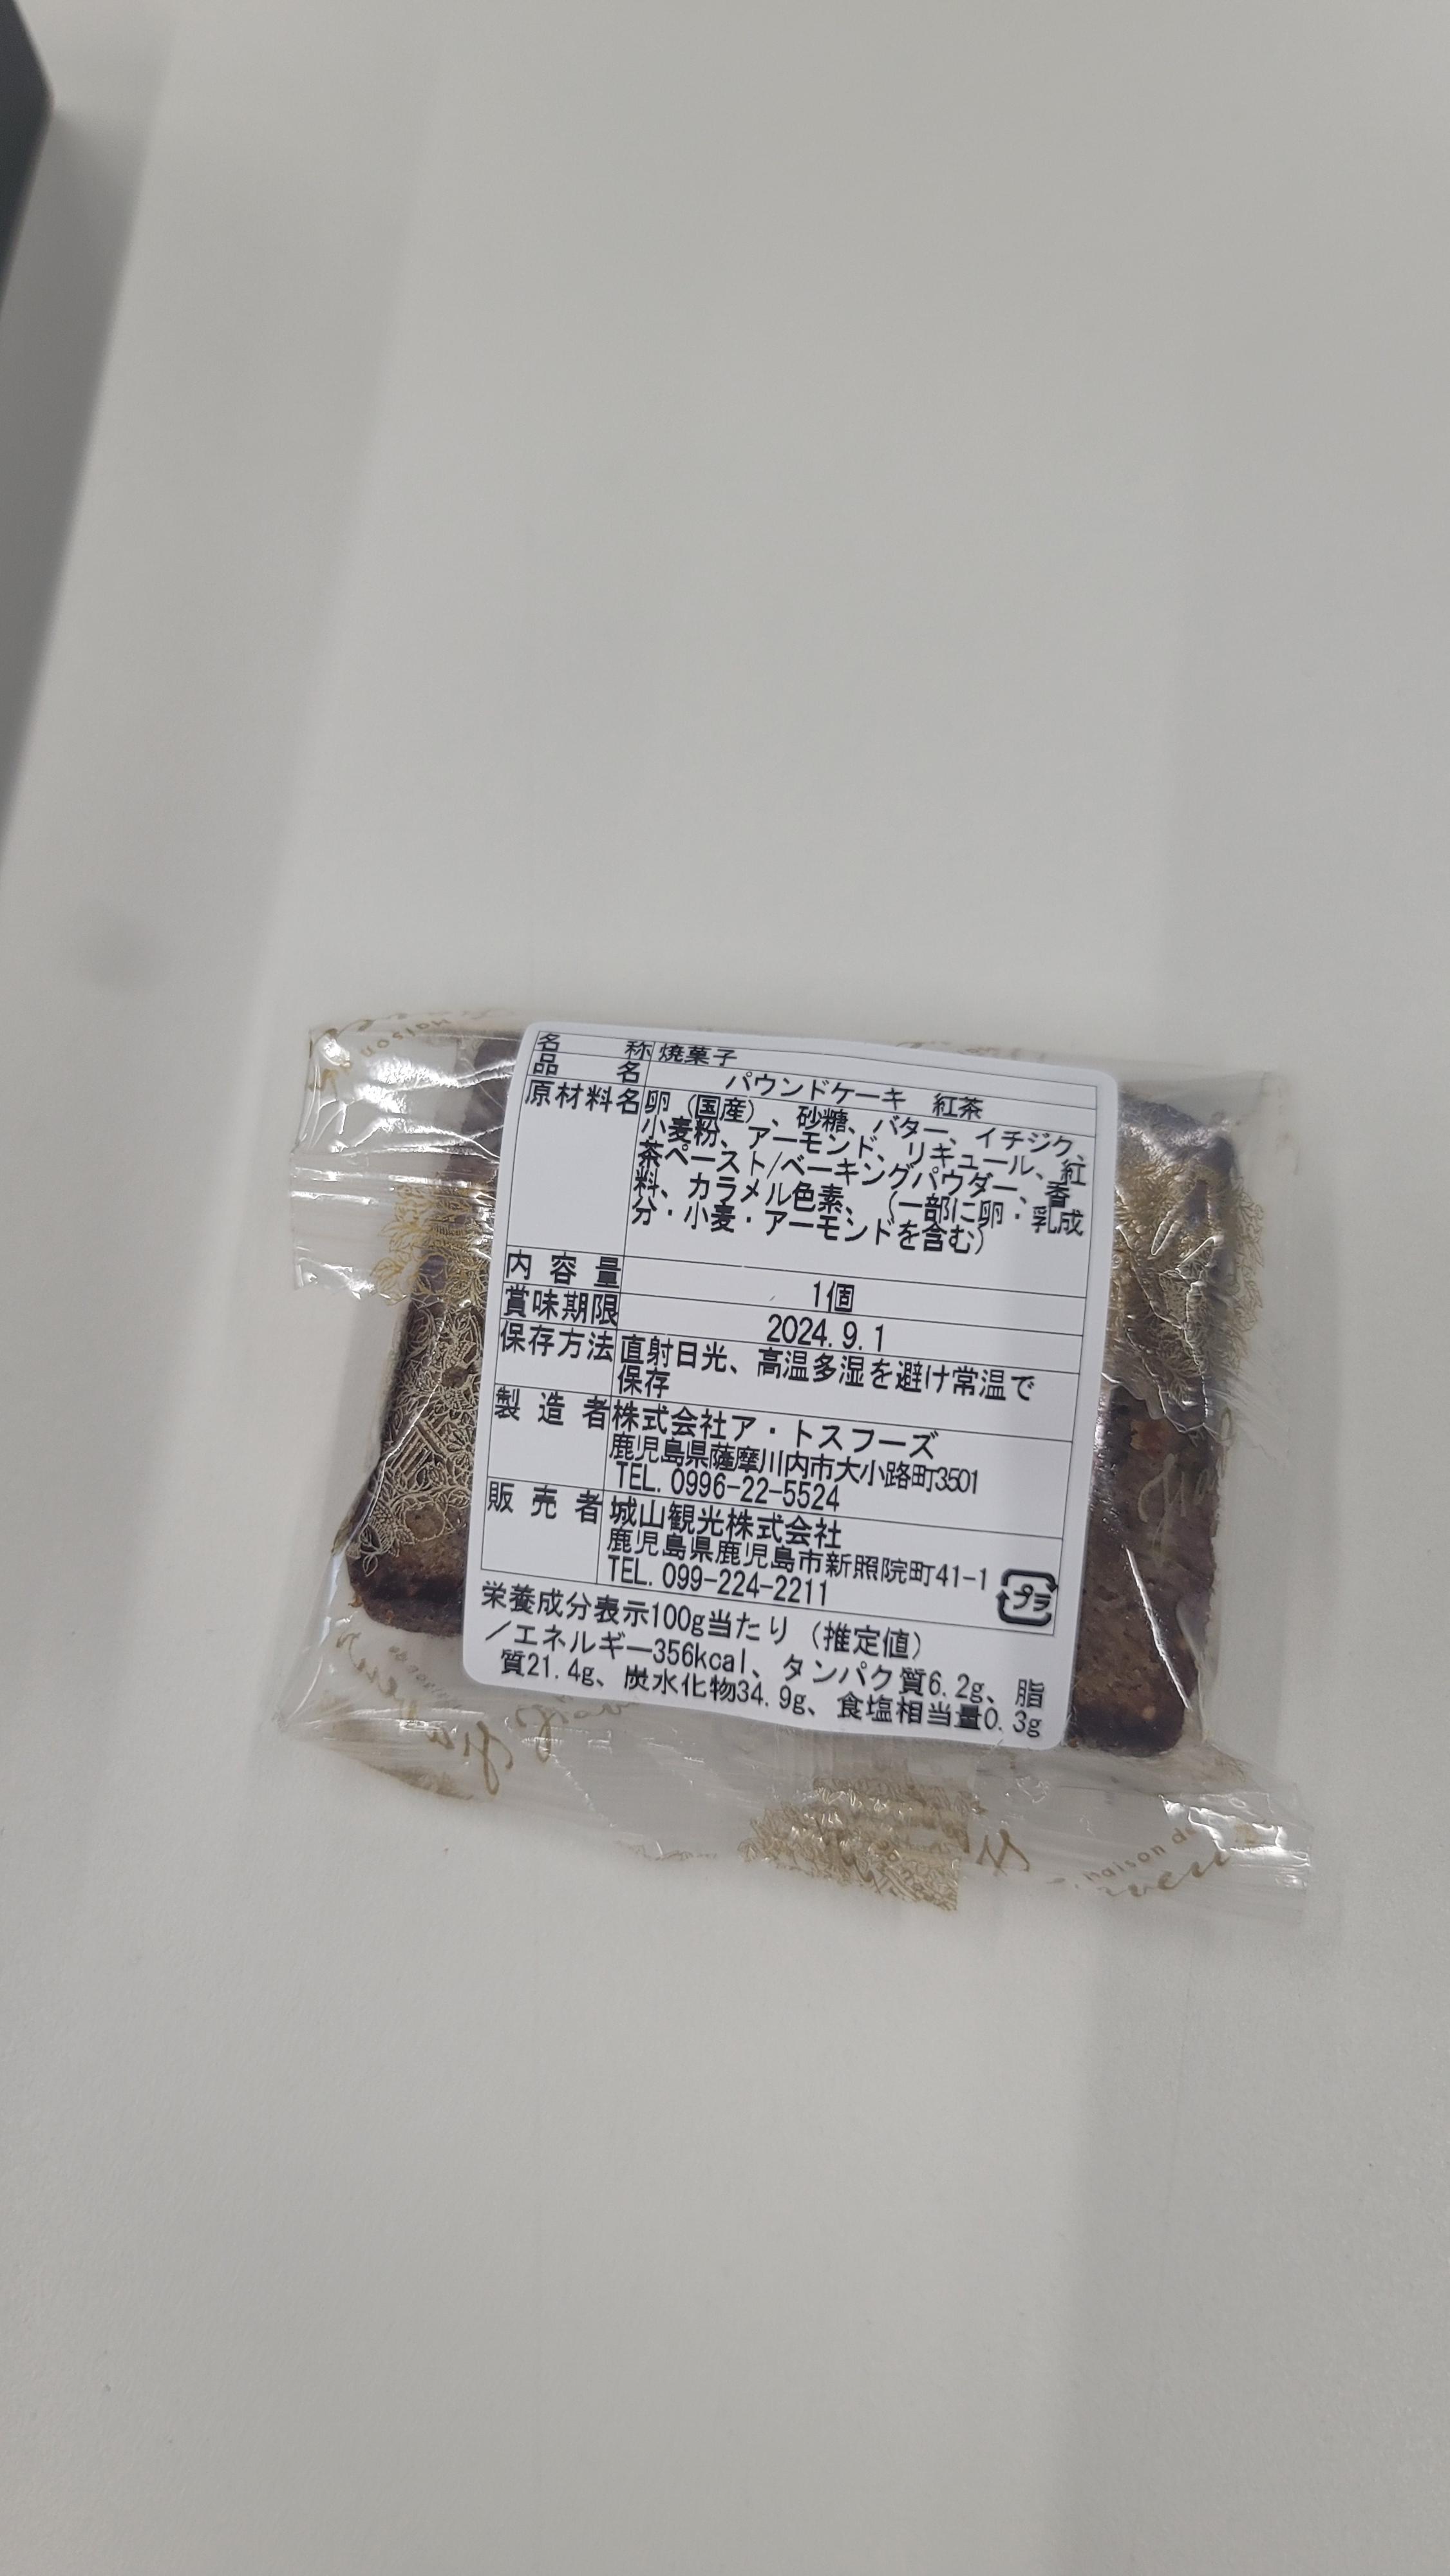 名称 焼菓子
品名 パウンドケーキ 紅茶
原材料名 卵（国産）、砂糖、バター、イチジク、
小麦粉、アーモンド、リキュール、紅
茶ペースト/ベーキングパウダー、香
料、カラメル色素、（一部に卵・乳成
分・小麦・アーモンドを含む）
内容量 1個
賞味期限 2024.9.1
保存方法 直射日光、高温多湿を避け常温で
保存
製造者 株式会社ア・トスフーズ
鹿児島県薩摩川内市大小路町3501
TEL. 0996-22-5524
販売者 城山観光株式会社
鹿児島県鹿児島市新照院町41-1
TEL. 099-224-2211
プラ
栄養成分表示100g当たり（推定値）
／エネルギー356kcal、タンパク質6.2g、脂
質21.4g、炭水化物34.9g、食塩相当量0.3g
maison de